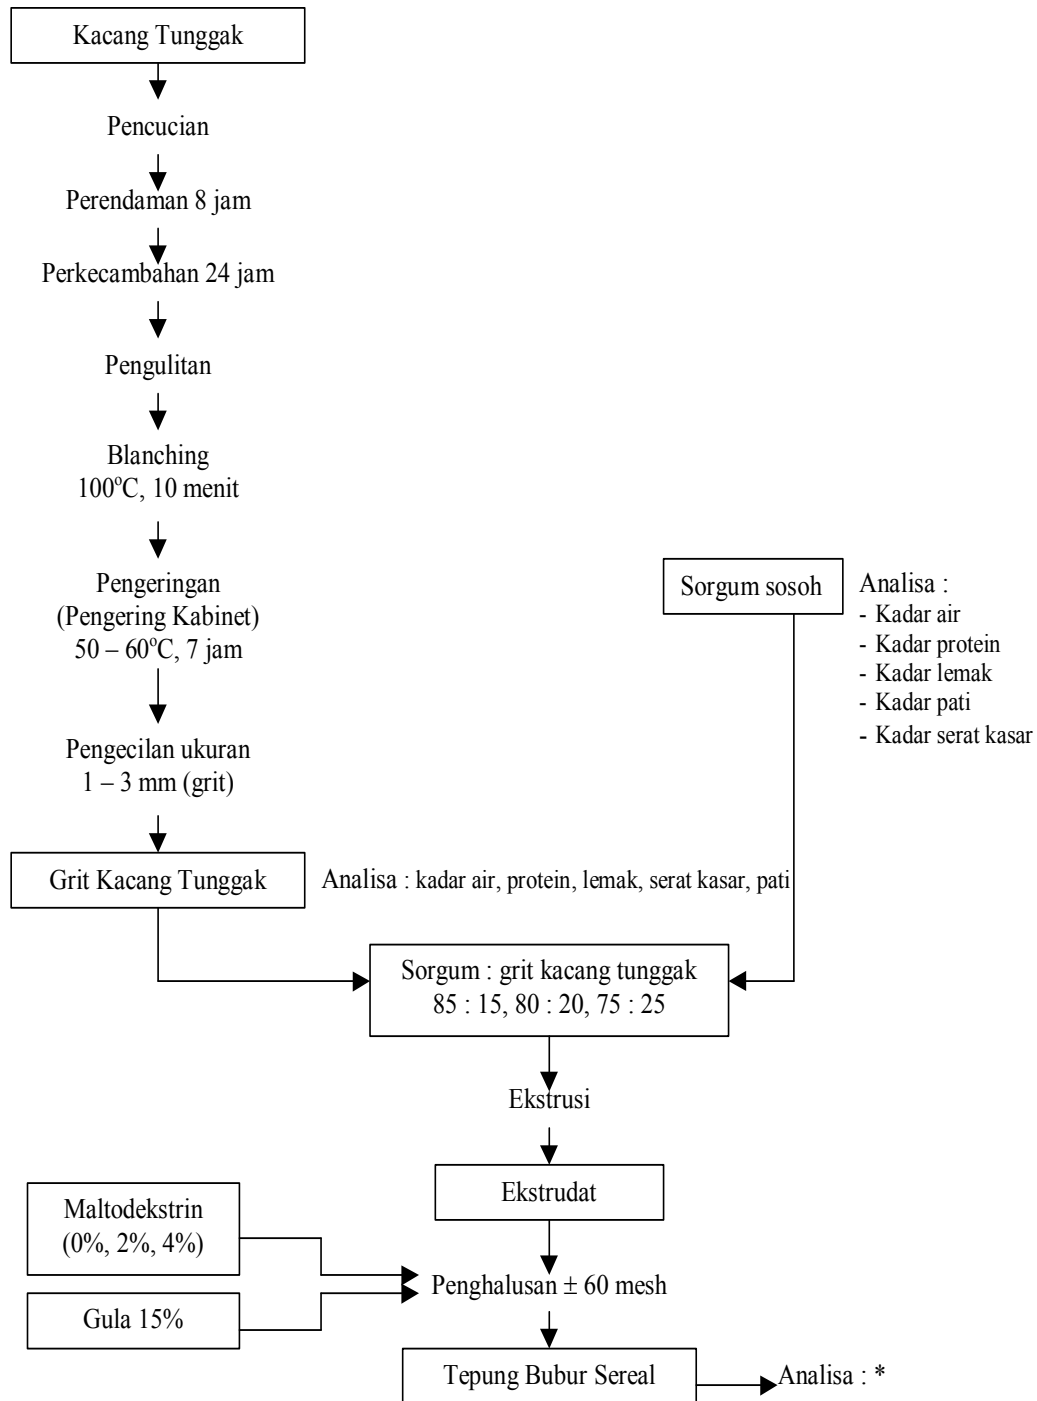 Kacang Tunggak
Pencucian
Perendaman 8 jam
Perkecambahan 24 jam
Pengulitan
Blanching
100°C, 10 menit
Pengeringan
(Pengering Kabinet)
50 – 60°C, 7 jam
Pengecilan ukuran
1 – 3 mm (grit)
Grit Kacang Tunggak
Analisa : kadar air, protein, lemak, serat kasar, pati
Sorgum sosoh
Analisa :
- Kadar air
- Kadar protein
- Kadar lemak
- Kadar pati
- Kadar serat kasar
Sorgum : grit kacang tunggak
85 : 15, 80 : 20, 75 : 25
Ekstrusi
Ekstrudat
Maltodekstrin
(0%, 2%, 4%)
Gula 15%
Penghalusan ± 60 mesh
Tepung Bubur Sereal
Analisa : *